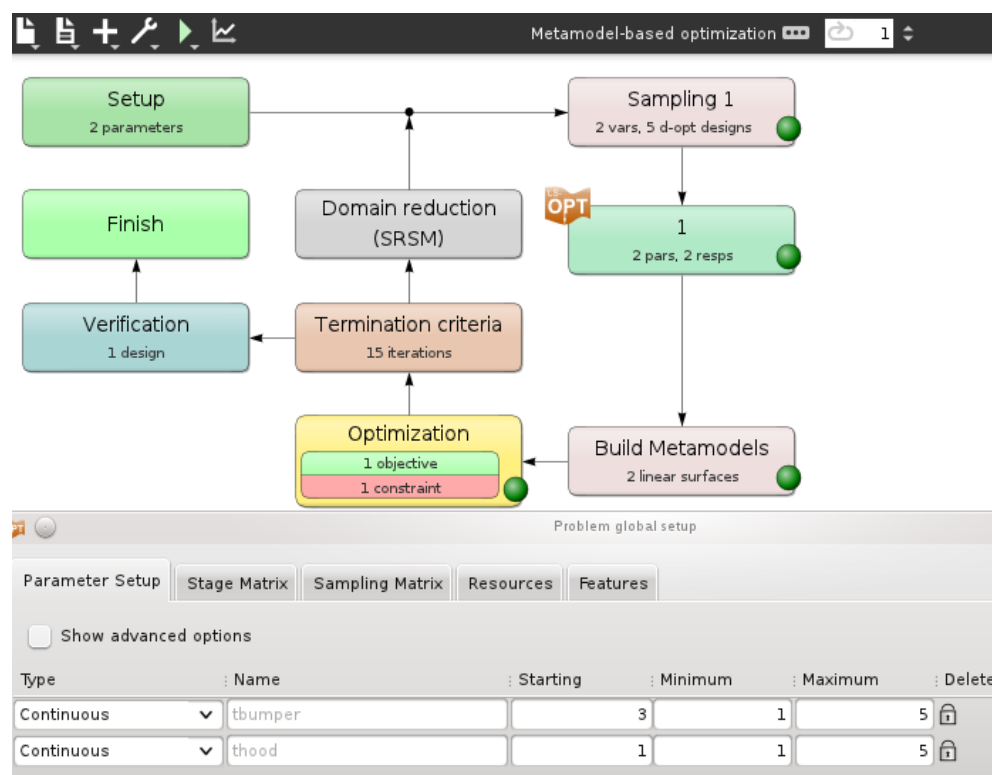 Metamodel-based optimization 1
Setup
2 parameters
Sampling 1
2 vars, 5 d-opt designs
Finish
Domain reduction
(SRSM)
LS-
OPT
1
2 pars, 2 resps
Verification
1 design
Termination criteria
15 iterations
Optimization
1 objective
1 constraint
Build Metamodels
2 linear surfaces
Problem global setup
Parameter Setup Stage Matrix Sampling Matrix Resources Features
Show advanced options
Type Name Starting Minimum Maximum Delete
Continuous tbumper 3 1 5
Continuous thood 1 1 5